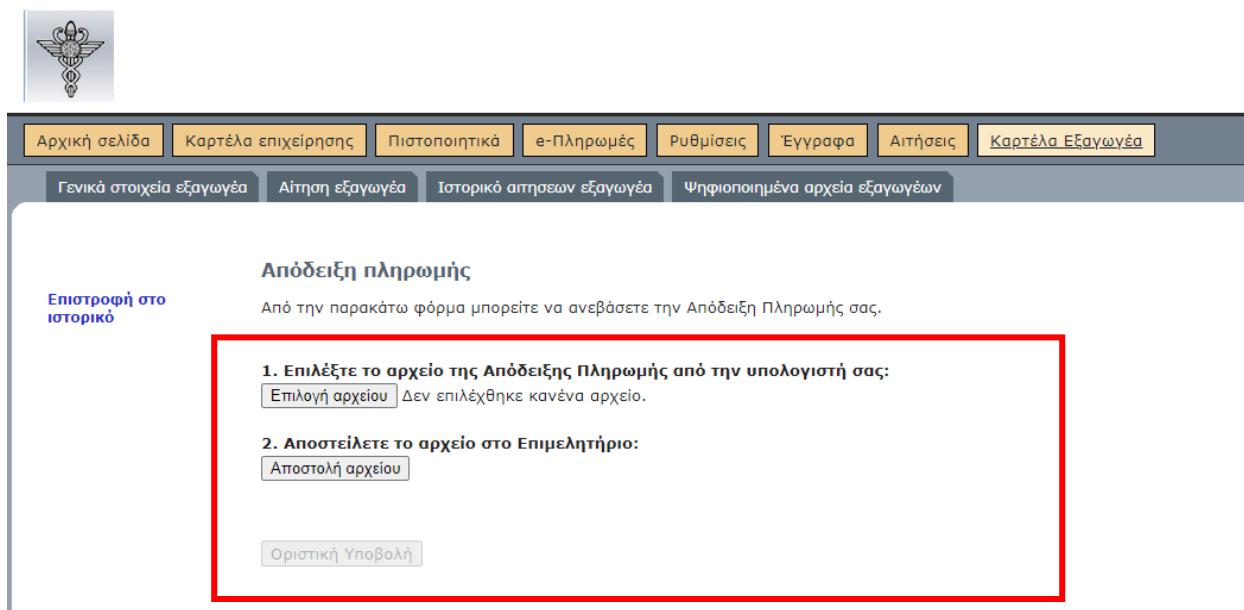 Αρχική σελίδα Καρτέλα επιχείρησης Πιστοποιητικά e-Πληρωμές Ρυθμίσεις Έγγραφα Αιτήσεις Καρτέλα Εξαγωγέα
Γενικά στοιχεία εξαγωγέα Αίτηση εξαγωγέα Ιστορικό αιτησεων εξαγωγέα Ψηφιοποιημένα αρχεία εξαγωγέων
Επιστροφή στο
ιστορικό
Απόδειξη πληρωμής
Από την παρακάτω φόρμα μπορείτε να ανεβάσετε την Απόδειξη Πληρωμής σας.
1. Επιλέξτε το αρχείο της Απόδειξης Πληρωμής από την υπολογιστή σας:
Επιλογή αρχείου Δεν επιλέχθηκε κανένα αρχείο.
2. Αποστείλετε το αρχείο στο Επιμελητήριο:
Αποστολή αρχείου
Οριστική Υποβολή